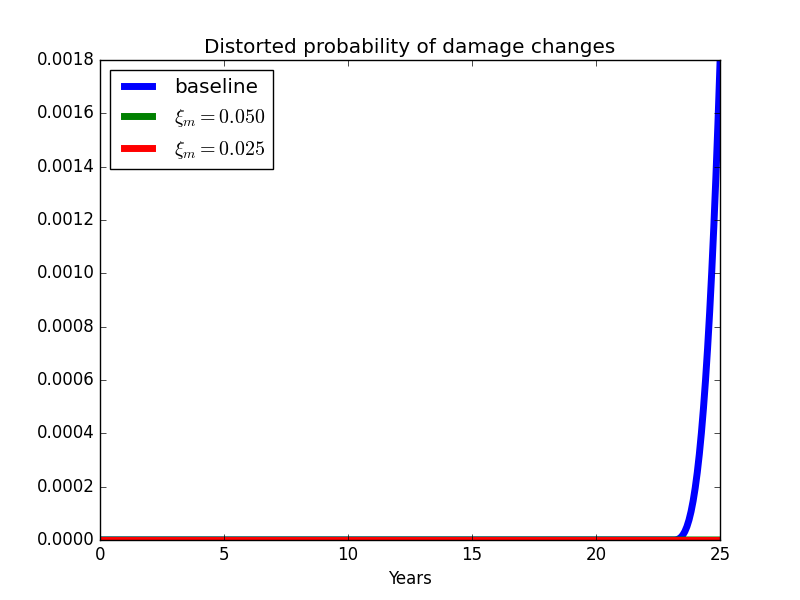 Distorted probability of damage changes
0.0018
0.0016
0.0014
0.0012
0.0010
0.0008
0.0006
0.0004
0.0002
0.0000
baseline
ξₘ = 0.050
ξₘ = 0.025
0 5 10 15 20 25
Years